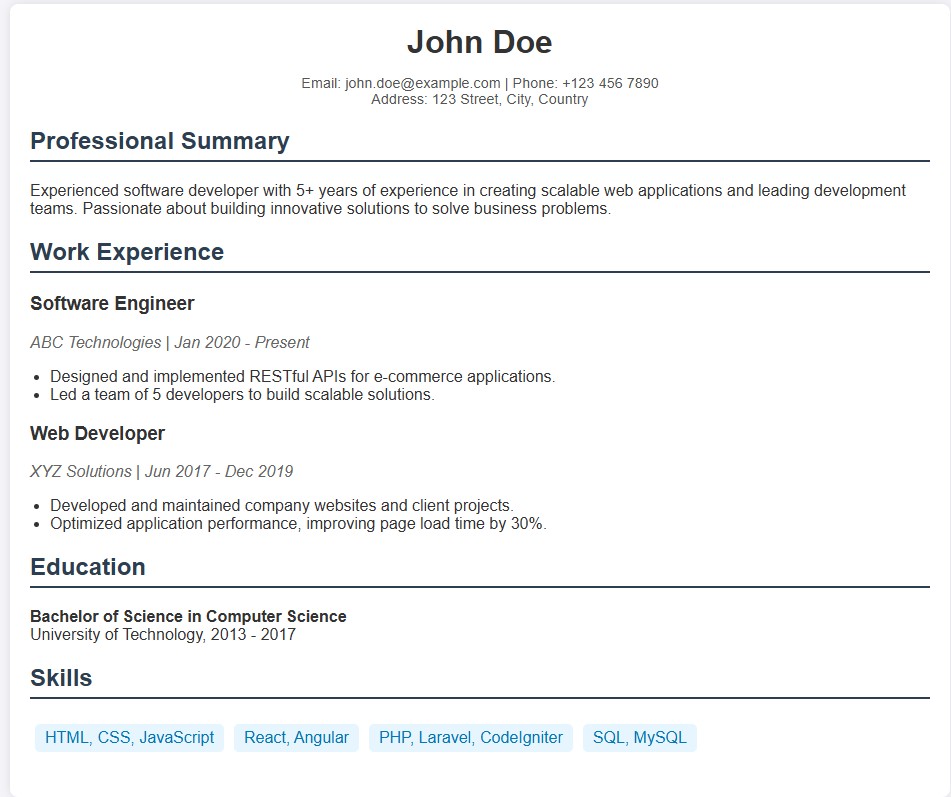 John Doe
Email: john.doe@example.com | Phone: +123 456 7890
Address: 123 Street, City, Country
Professional Summary
Experienced software developer with 5+ years of experience in creating scalable web applications and leading development
teams. Passionate about building innovative solutions to solve business problems.
Work Experience
Software Engineer
ABC Technologies | Jan 2020 - Present
• Designed and implemented RESTful APIs for e-commerce applications.
• Led a team of 5 developers to build scalable solutions.
Web Developer
XYZ Solutions | Jun 2017 - Dec 2019
• Developed and maintained company websites and client projects.
• Optimized application performance, improving page load time by 30%.
Education
Bachelor of Science in Computer Science
University of Technology, 2013 - 2017
Skills
HTML, CSS, JavaScript React, Angular PHP, Laravel, CodeIgniter SQL, MySQL